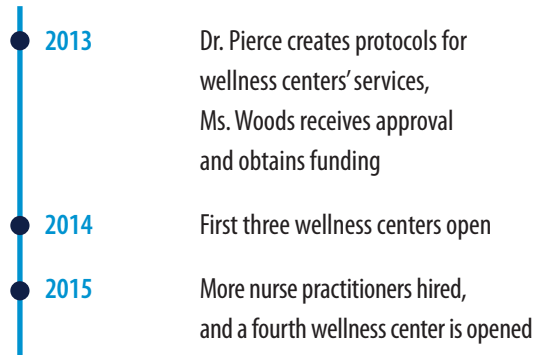 2013 Dr. Pierce creates protocols for
wellness centers’ services,
Ms. Woods receives approval
and obtains funding
2014 First three wellness centers open
2015 More nurse practitioners hired,
and a fourth wellness center is opened